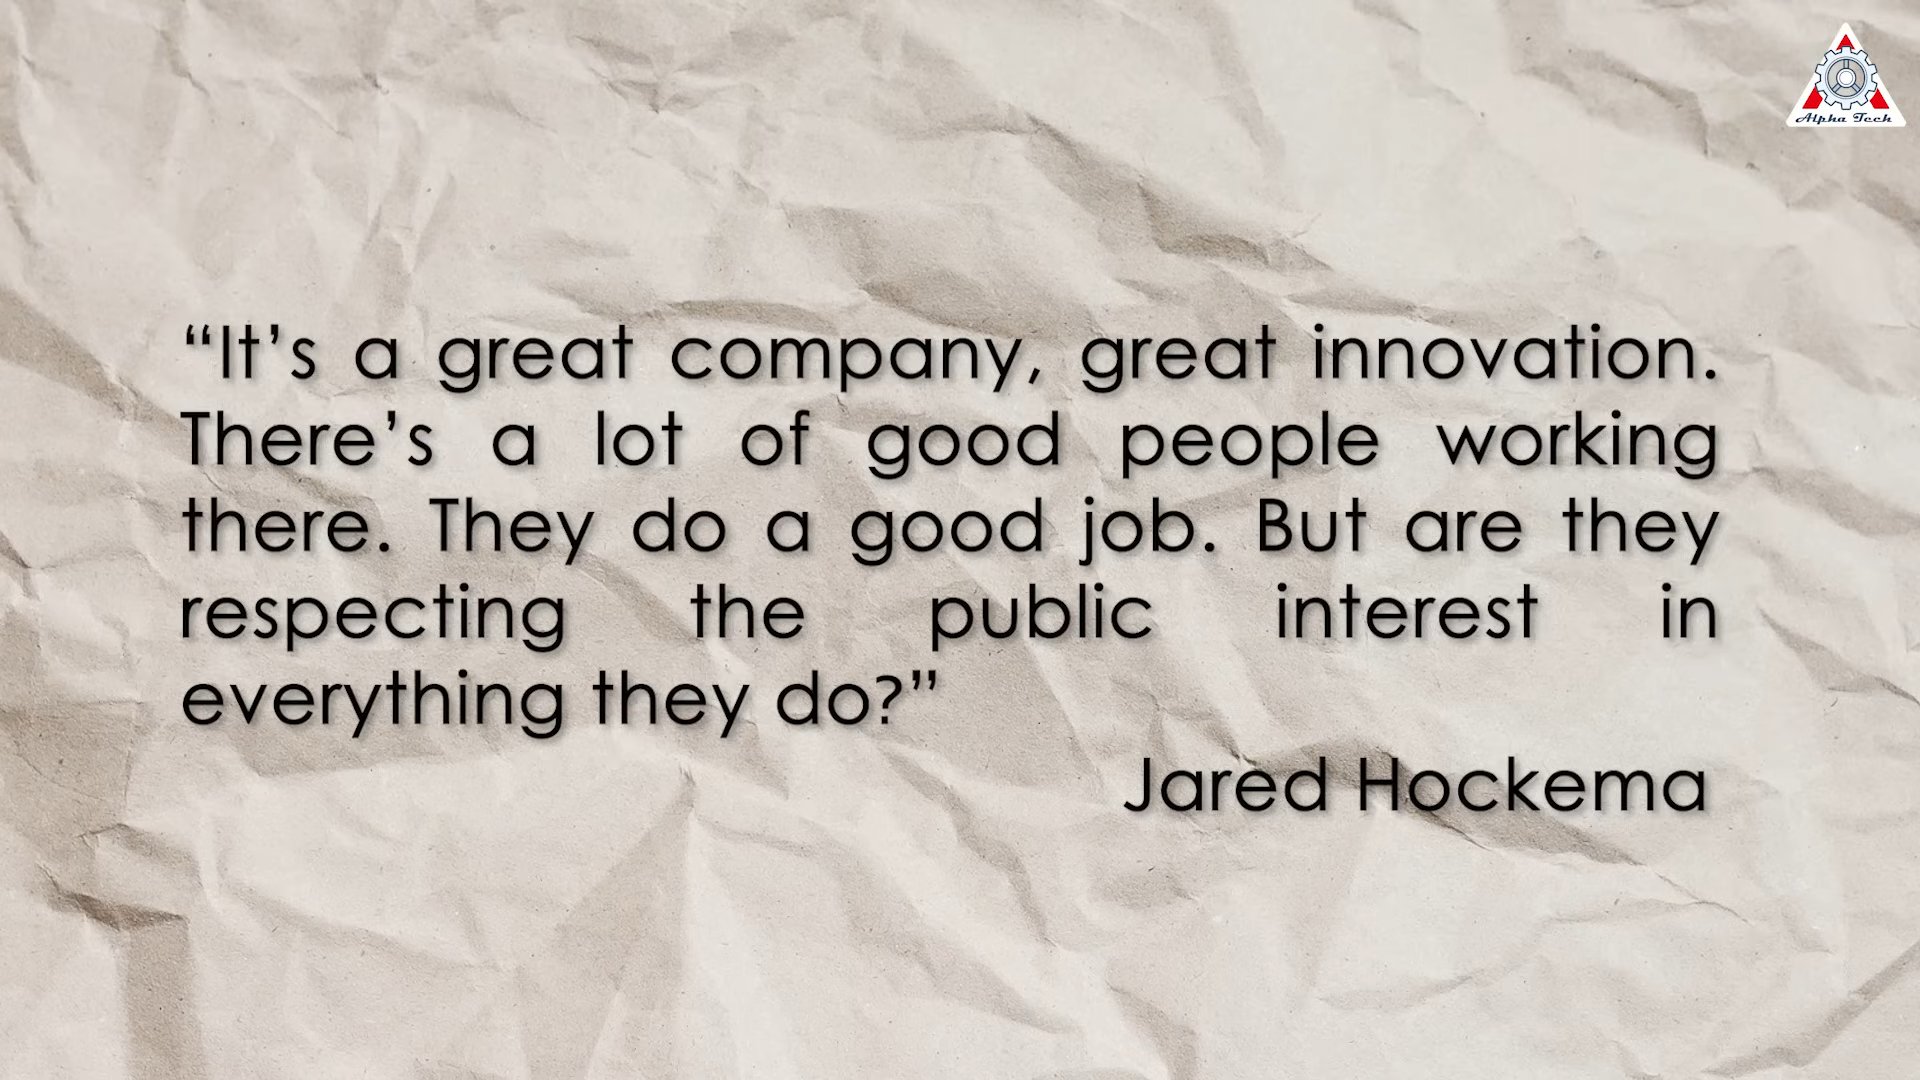 Alpha Tech
“It’s a great company, great innovation.
There’s a lot of good people working
there. They do a good job. But are they
respecting the public interest in
everything they do?”
Jared Hockema